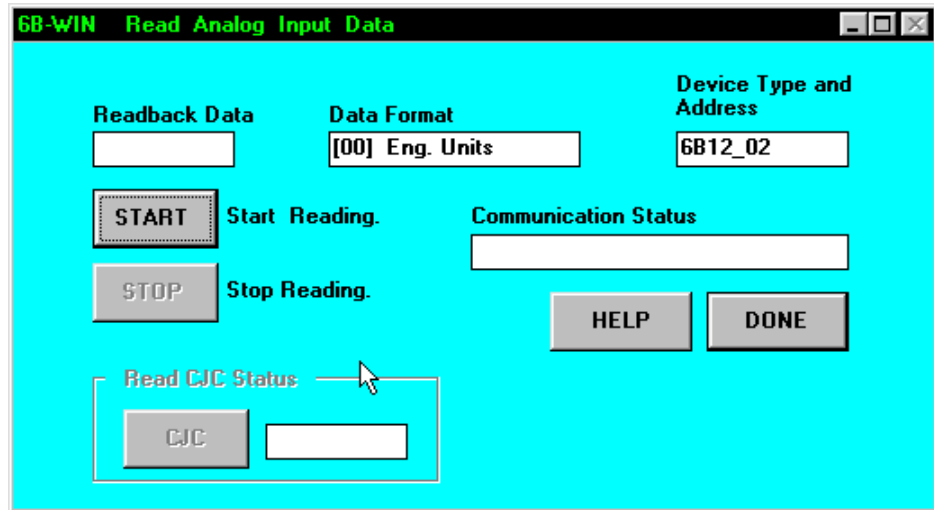 6B-WIN Read Analog Input Data
Device Type and
Address
Readback Data
Data Format
[00] Eng. Units
6B12_02
START
Start Reading.
Communication Status
STOP
Stop Reading.
HELP
DONE
Read CJC Status
CJC